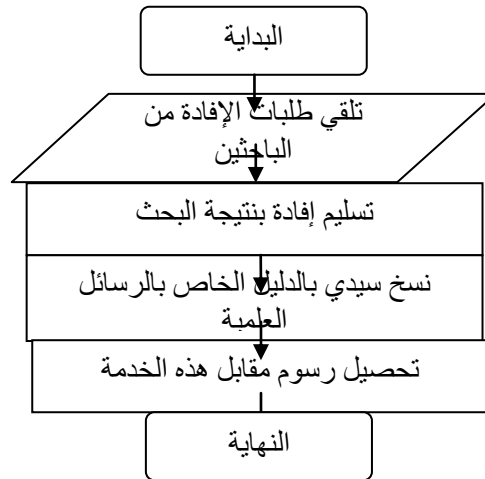 البداية
تلقي طلبات الإفادة من
الباحثين
تسليم إفادة بنتيجة البحث
نسخ سيدي بالدليل الخاص بالرسائل
العلمية
تحصيل رسوم مقابل هذه الخدمة
النهاية